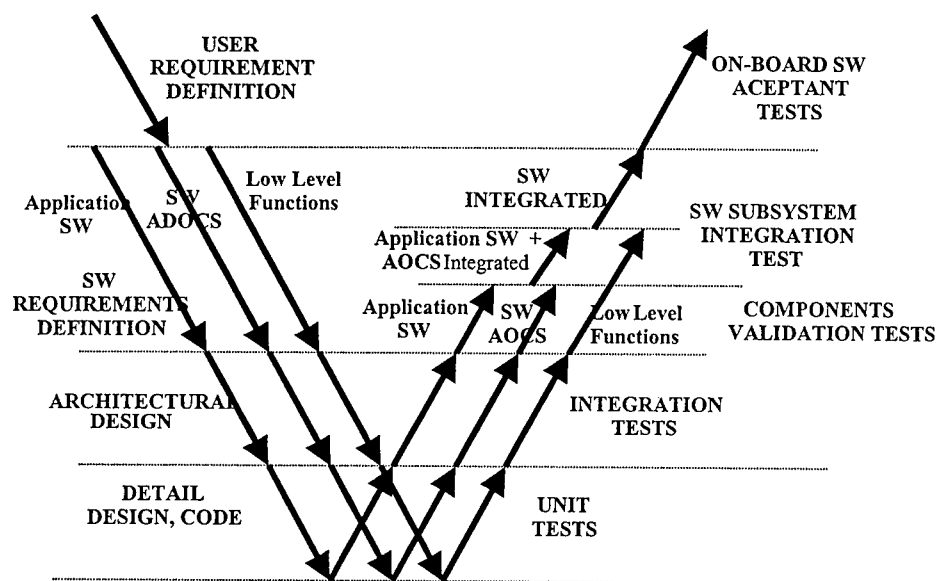 USER
REQUIREMENT
DEFINITION
ON-BOARD SW
ACEPTANT
TESTS
Application
SW
SW
ADOCS
Low Level
Functions
SW
INTEGRATED
SW SUBSYSTEM
INTEGRATION
TEST
Application SW +
AOCS Integrated
SW
REQUIREMENTS
DEFINITION
Application
SW
SW
AOCS
Low Level
Functions
COMPONENTS
VALIDATION TESTS
ARCHITECTURAL
DESIGN
INTEGRATION
TESTS
DETAIL
DESIGN, CODE
UNIT
TESTS